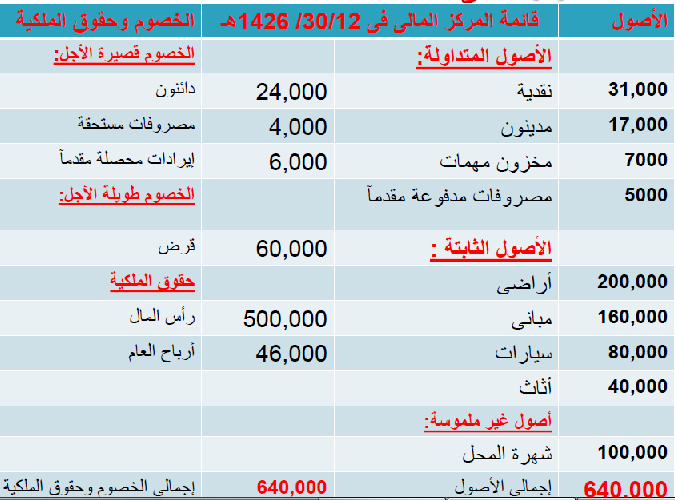 الأصول قائمة المركز المالى فى 30/12/ 1426هـ الخصوم وحقوق الملكية
الأصول المتداولة: الخصوم قصيرة الأجل:
31,000 نقدية 24,000 دائنون
17,000 مدينون 4,000 مصروفات مستحقة
7000 مخزون مهمات 6,000 إيرادات محصلة مقدمآ
5000 مصروفات مدفوعة مقدمآ الخصوم طويلة الأجل:
الأصول الثابتة : 60,000 قرض
200,000 أراضى حقوق الملكية
160,000 مبانى 500,000 رأس المال
80,000 سيارات 46,000 أرباح العام
40,000 أثاث
أصول غير ملموسة:
100,000 شهرة المحل
640,000 إجمالى الأصول 640,000 إجمالى الخصوم وحقوق الملكية